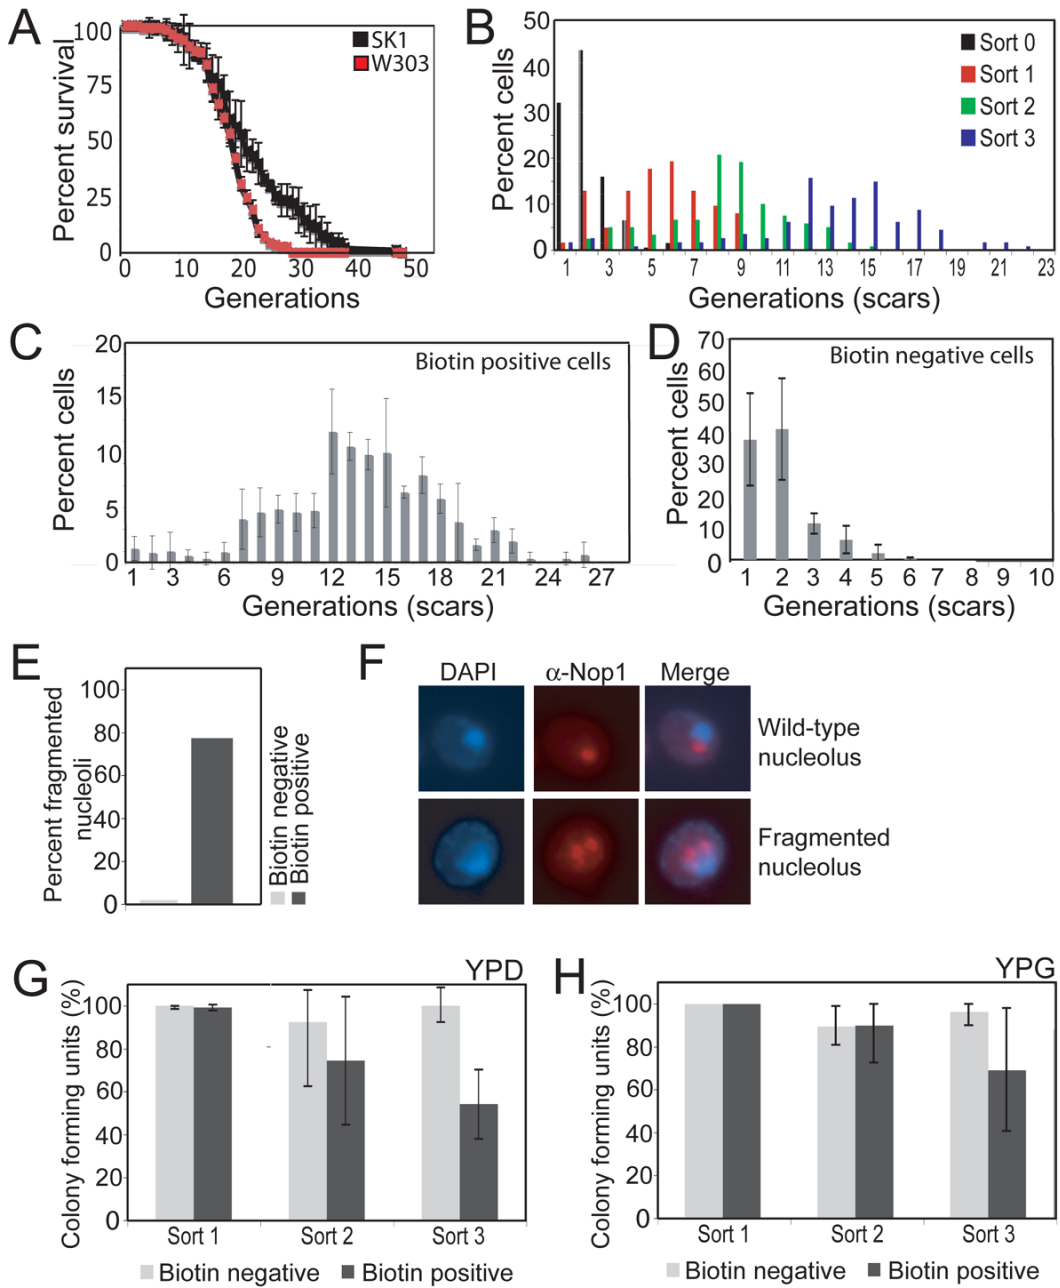 A
Percent survival
100
75
50
25
0
SK1
W303
0 10 20 30 40 50
Generations
B
Percent cells
50
40
30
20
10
0
Sort 0
Sort 1
Sort 2
Sort 3
1 3 5 7 9 11 13 15 17 19 21 23
Generations (scars)
C
Percent cells
20
15
10
5
0
Biotin positive cells
1 3 6 9 12 15 18 21 24 27
Generations (scars)
D
Percent cells
70
60
50
40
30
20
10
0
Biotin negative cells
1 2 3 4 5 6 7 8 9 10
Generations (scars)
E
Percent fragmented
nucleoli
100
80
60
40
20
0
Biotin negative
Biotin positive
F
DAPI α-Nop1 Merge
Wild-type
nucleolus
Fragmented
nucleolus
G
YPD
Colony forming units (%)
100
80
60
40
20
0
Sort 1 Sort 2 Sort 3
Biotin negative Biotin positive
H
YPG
Colony forming units (%)
100
80
60
40
20
0
Sort 1 Sort 2 Sort 3
Biotin negative Biotin positive